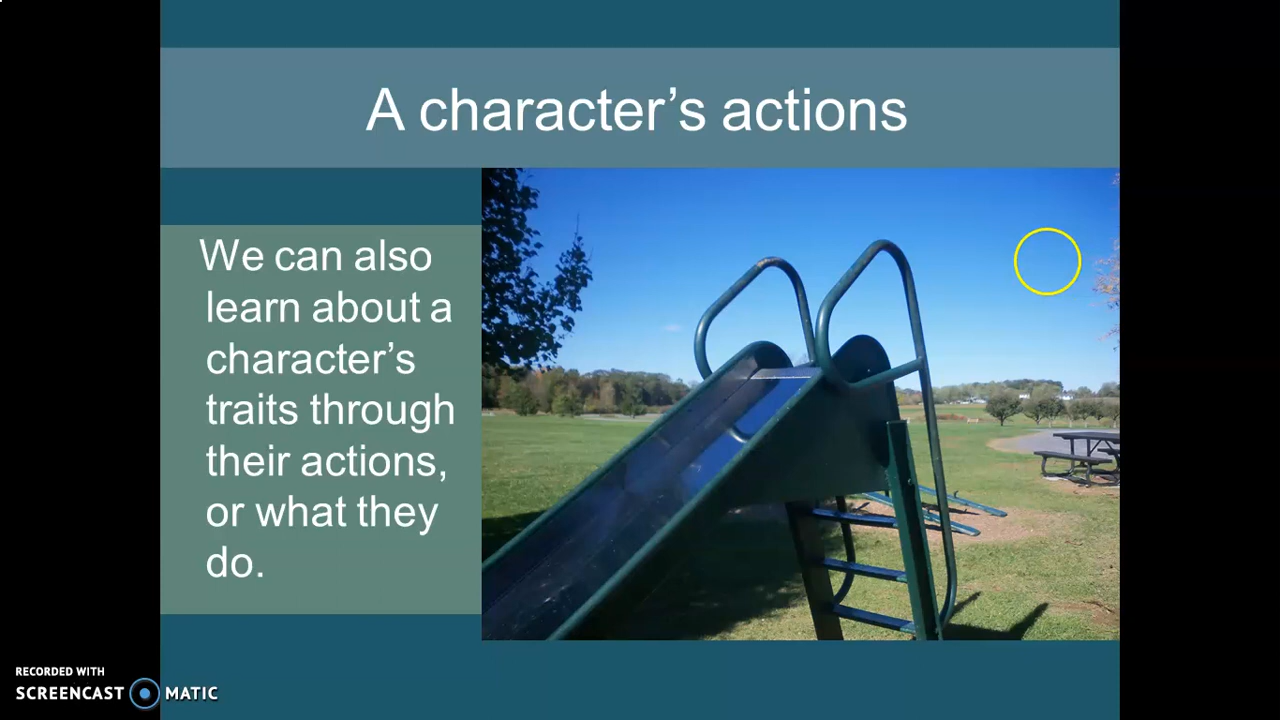 A character’s actions
We can also
learn about a
character’s
traits through
their actions,
or what they
do.
RECORDED WITH
SCREENCAST MATIC